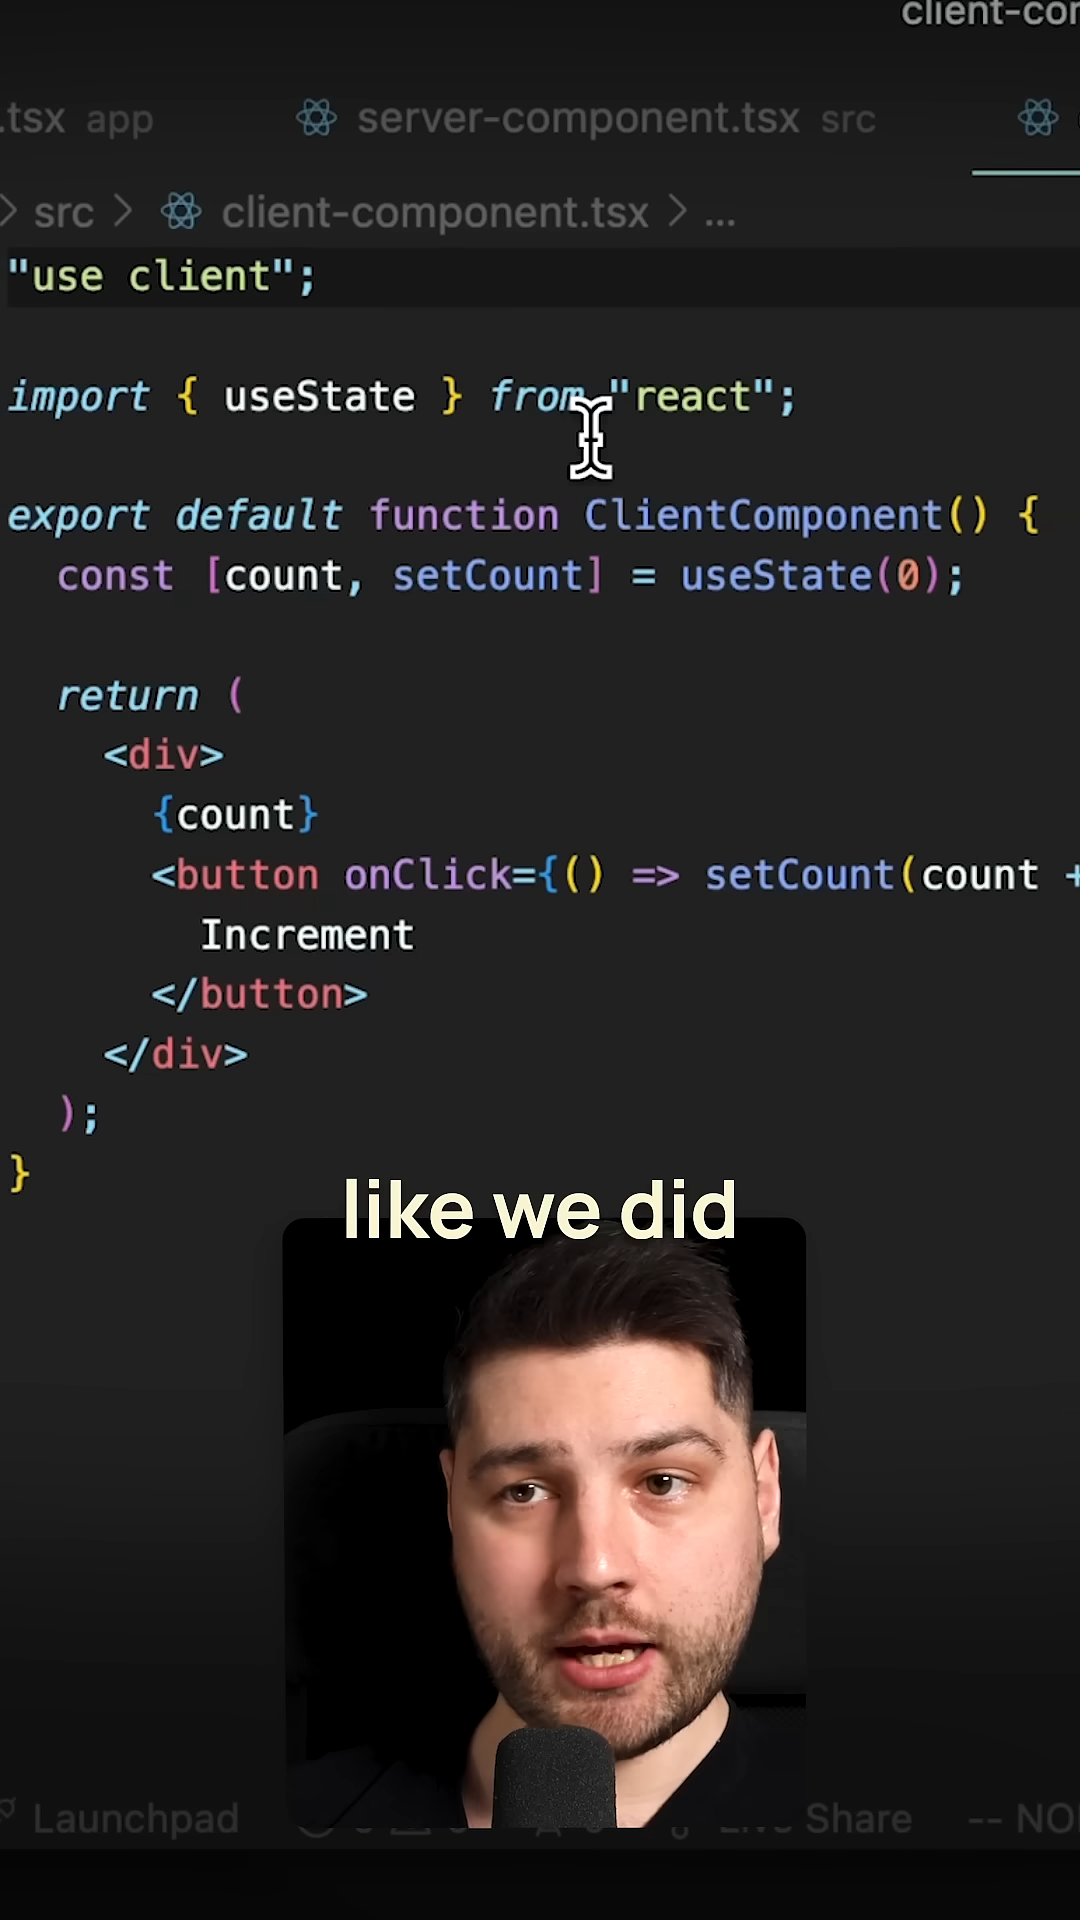 client-cor
.tsx app server-component.tsx src
src > client-component.tsx > ...
"use client";
import { useState } from "react";
export default function ClientComponent() {
const [count, setCount] = useState(0);
return (
<div>
{count}
<button onClick={() => setCount(count +
Increment
</button>
</div>
);
}
like we did
Launchpad Live Share -- NO